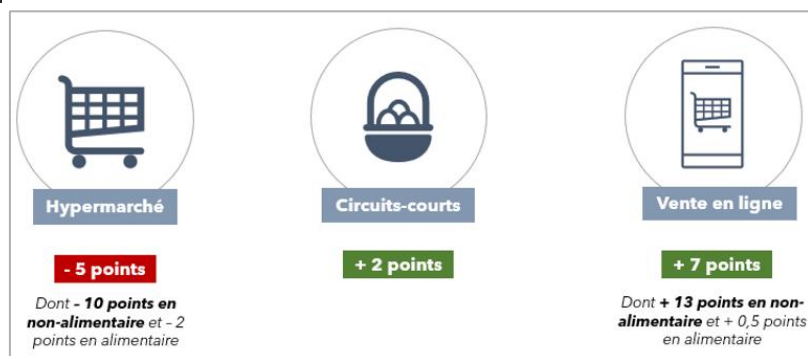 Hypermarché
- 5 points
Dont - 10 points en
non-alimentaire et - 2
points en alimentaire
Circuits-courts
+ 2 points
Vente en ligne
+ 7 points
Dont + 13 points en non-
alimentaire et + 0,5 points
en alimentaire